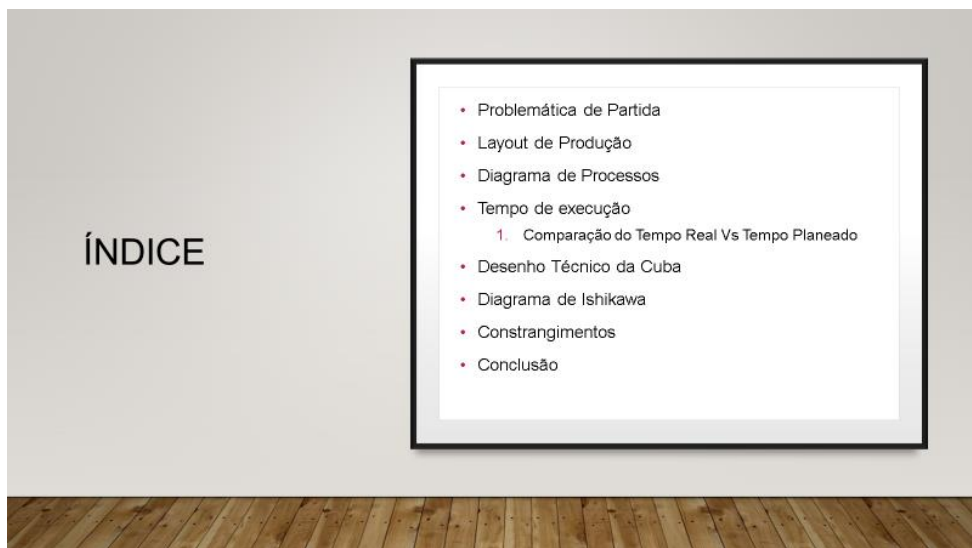 ÍNDICE
• Problemática de Partida
• Layout de Produção
• Diagrama de Processos
• Tempo de execução
1. Comparação do Tempo Real Vs Tempo Planeado
• Desenho Técnico da Cuba
• Diagrama de Ishikawa
• Constrangimentos
• Conclusão